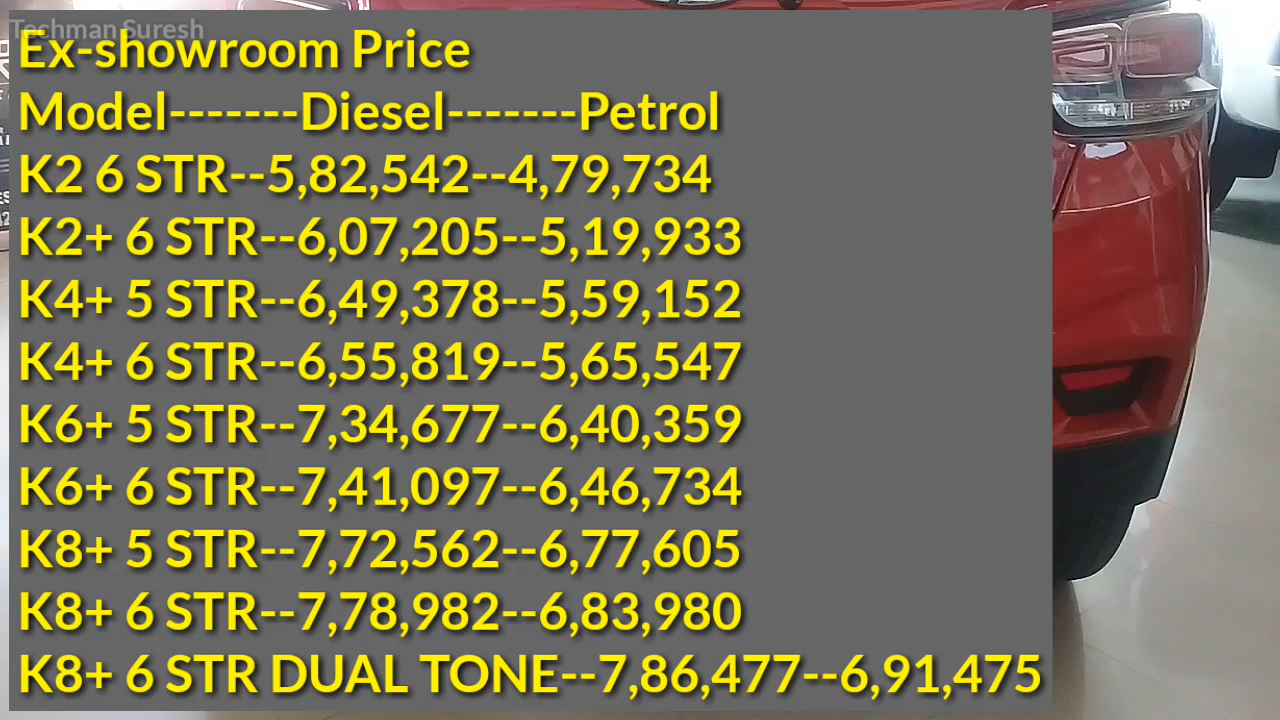 Techman Suresh
Ex-showroom Price
Model-------Diesel-------Petrol
K2 6 STR--5,82,542--4,79,734
K2+ 6 STR--6,07,205--5,19,933
K4+ 5 STR--6,49,378--5,59,152
K4+ 6 STR--6,55,819--5,65,547
K6+ 5 STR--7,34,677--6,40,359
K6+ 6 STR--7,41,097--6,46,734
K8+ 5 STR--7,72,562--6,77,605
K8+ 6 STR--7,78,982--6,83,980
K8+ 6 STR DUAL TONE--7,86,477--6,91,475